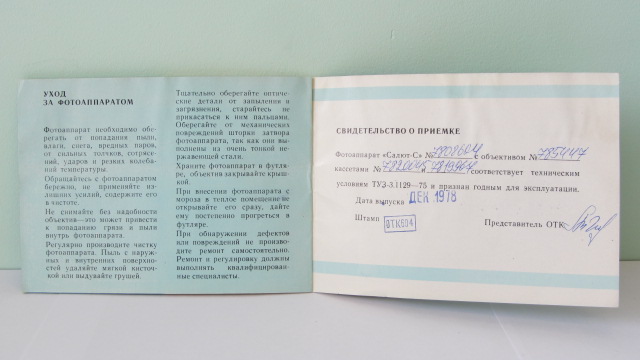 УХОД
ЗА ФОТОАППАРАТОМ
Фотоаппарат необходимо обе-
регать от попадания пыли,
влаги, снега, вредных паров,
от сильных толчков, сотрясе-
ний, ударов и резких колеба-
ний температуры.
Обращайтесь с фотоаппаратом
бережно, не применяйте из-
лишних усилий, содержите его
в чистоте.
Не снимайте без надобности
объектив—это может привести
к попаданию грязи и пыли
внутрь фотоаппарата.
Регулярно производите чистку
фотоаппарата. Пыль с наруж-
ных и внутренних поверхнос-
тей удаляйте мягкой кисточ-
кой или выдувайте грушей.
Тщательно оберегайте оптиче-
ские детали от запыления и
загрязнения, старайтесь не
прикасаться к ним пальцами.
Оберегайте от механических
повреждений шторки затвора
фотоаппарата, так как они вы-
полнены из очень тонкой не-
ржавеющей стали.
Храните фотоаппарат в футля-
ре, объектив закрывайте крыш-
кой.
При внесении фотоаппарата с
мороза в теплое помещение не
открывайте его сразу, дайте
ему постепенно прогреться в
футляре.
При обнаружении дефектов
или повреждений не произво-
дите ремонт самостоятельно.
Ремонт и регулировку должны
выполнять квалифицирован-
ные специалисты.
СВИДЕТЕЛЬСТВО О ПРИЕМКЕ
Фотоаппарат «Салют-С» № с объективом №
кассетами № соответствует техническим
условиям ТУ3-3.1129—75 и признан годным для эксплуатации.
Дата выпуска ДЕК 1978
Штамп ВТК604 Представитель ОТК